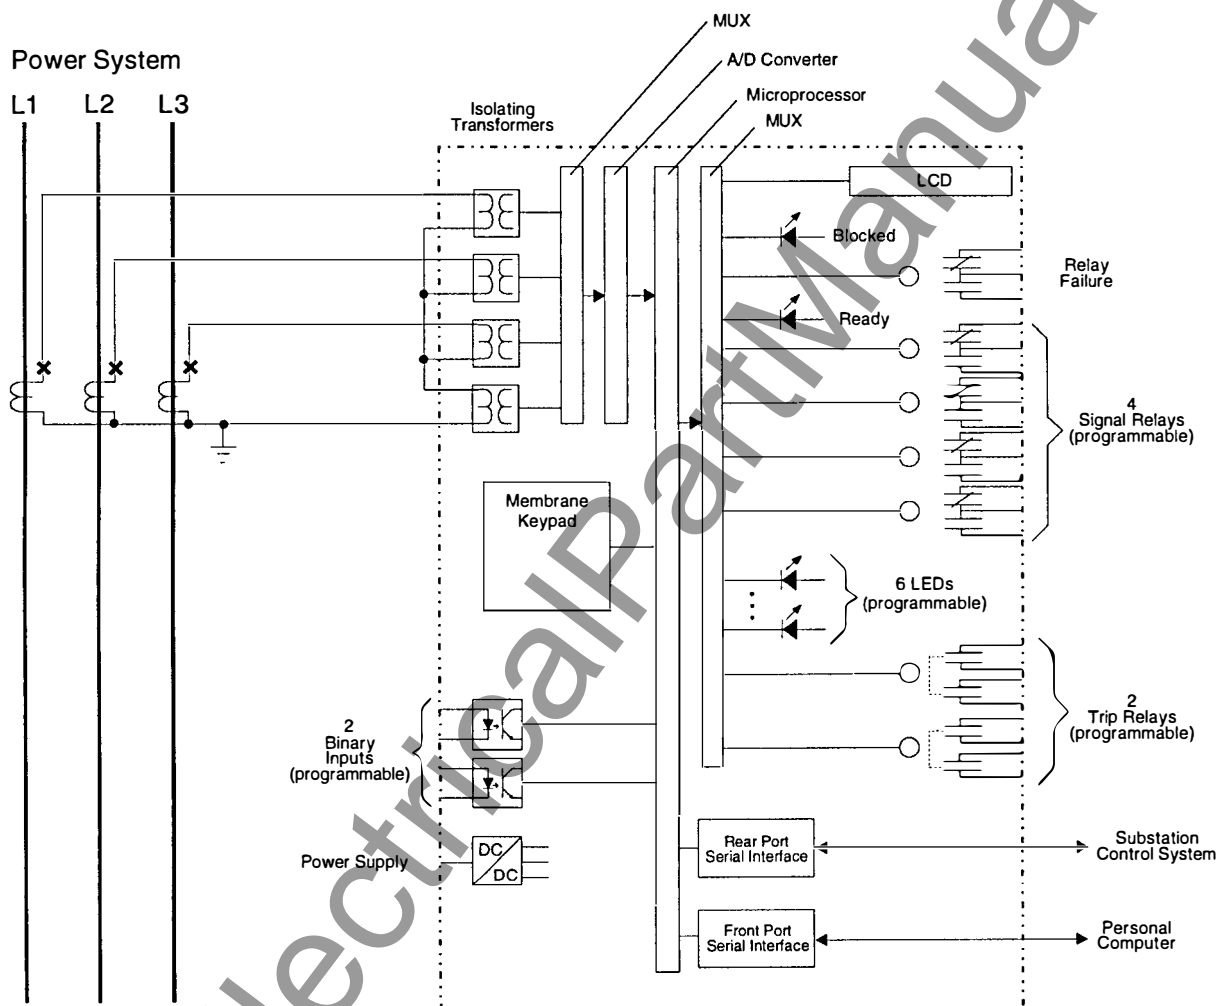 MUX
Power System
A/D Converter
L1 L2 L3
Microprocessor
MUX
Isolating
Transformers
LCD
Blocked
Relay
Failure
Ready
4
Signal Relays
(programmable)
Membrane
Keypad
6 LEDs
(programmable)
2
Trip Relays
(programmable)
2
Binary
Inputs
(programmable)
Power Supply
DC
DC
Rear Port
Serial Interface
Substation
Control System
Front Port
Serial Interface
Personal
Computer
ElectricalPartManua